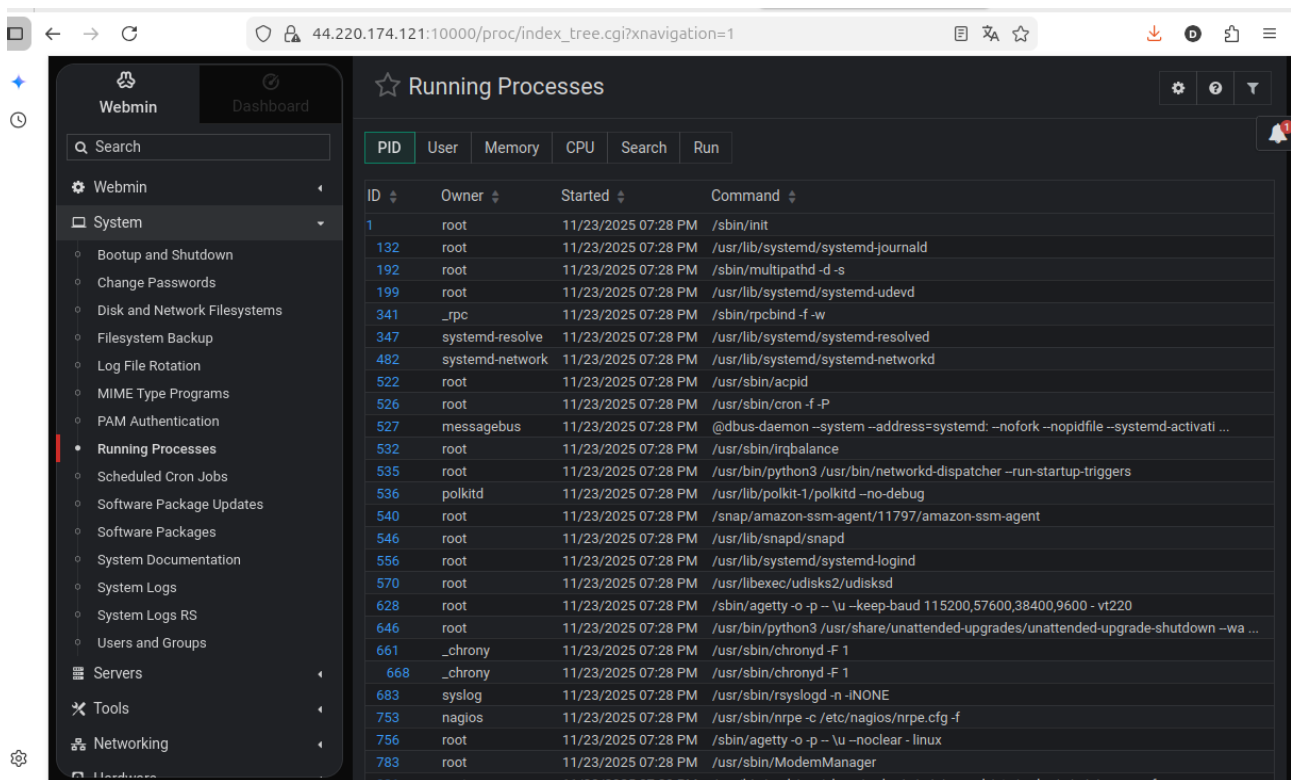 44.220.174.121:10000/proc/index_tree.cgi?xnavigation=1
D
Webmin
Dashboard
Search
Webmin
System
Bootup and Shutdown
Change Passwords
Disk and Network Filesystems
Filesystem Backup
Log File Rotation
MIME Type Programs
PAM Authentication
Running Processes
Scheduled Cron Jobs
Software Package Updates
Software Packages
System Documentation
System Logs
System Logs RS
Users and Groups
Servers
Tools
Networking
Running Processes
1
PID User Memory CPU Search Run
ID Owner Started Command
1 root 11/23/2025 07:28 PM /sbin/init
132 root 11/23/2025 07:28 PM /usr/lib/systemd/systemd-journald
192 root 11/23/2025 07:28 PM /sbin/multipathd -d -s
199 root 11/23/2025 07:28 PM /usr/lib/systemd/systemd-udevd
341 _rpc 11/23/2025 07:28 PM /sbin/rpcbind -f -w
347 systemd-resolve 11/23/2025 07:28 PM /usr/lib/systemd/systemd-resolved
482 systemd-network 11/23/2025 07:28 PM /usr/lib/systemd/systemd-networkd
522 root 11/23/2025 07:28 PM /usr/sbin/acpid
526 root 11/23/2025 07:28 PM /usr/sbin/cron -f -P
527 messagebus 11/23/2025 07:28 PM @dbus-daemon --system --address=systemd: --nofork --nopidfile --systemd-activati ...
532 root 11/23/2025 07:28 PM /usr/sbin/irqbalance
535 root 11/23/2025 07:28 PM /usr/bin/python3 /usr/bin/networkd-dispatcher --run-startup-triggers
536 polkitd 11/23/2025 07:28 PM /usr/lib/polkit-1/polkitd --no-debug
540 root 11/23/2025 07:28 PM /snap/amazon-ssm-agent/11797/amazon-ssm-agent
546 root 11/23/2025 07:28 PM /usr/lib/snapd/snapd
556 root 11/23/2025 07:28 PM /usr/lib/systemd/systemd-logind
570 root 11/23/2025 07:28 PM /usr/libexec/udisks2/udisksd
628 root 11/23/2025 07:28 PM /sbin/agetty -o -p -- \u --keep-baud 115200,57600,38400,9600 - vt220
646 root 11/23/2025 07:28 PM /usr/bin/python3 /usr/share/unattended-upgrades/unattended-upgrade-shutdown --wa ...
661 _chrony 11/23/2025 07:28 PM /usr/sbin/chronyd -F 1
668 _chrony 11/23/2025 07:28 PM /usr/sbin/chronyd -F 1
683 syslog 11/23/2025 07:28 PM /usr/sbin/rsyslogd -n -iNONE
753 nagios 11/23/2025 07:28 PM /usr/sbin/nrpe -c /etc/nagios/nrpe.cfg -f
756 root 11/23/2025 07:28 PM /sbin/agetty -o -p -- \u --noclear - linux
783 root 11/23/2025 07:28 PM /usr/sbin/ModemManager